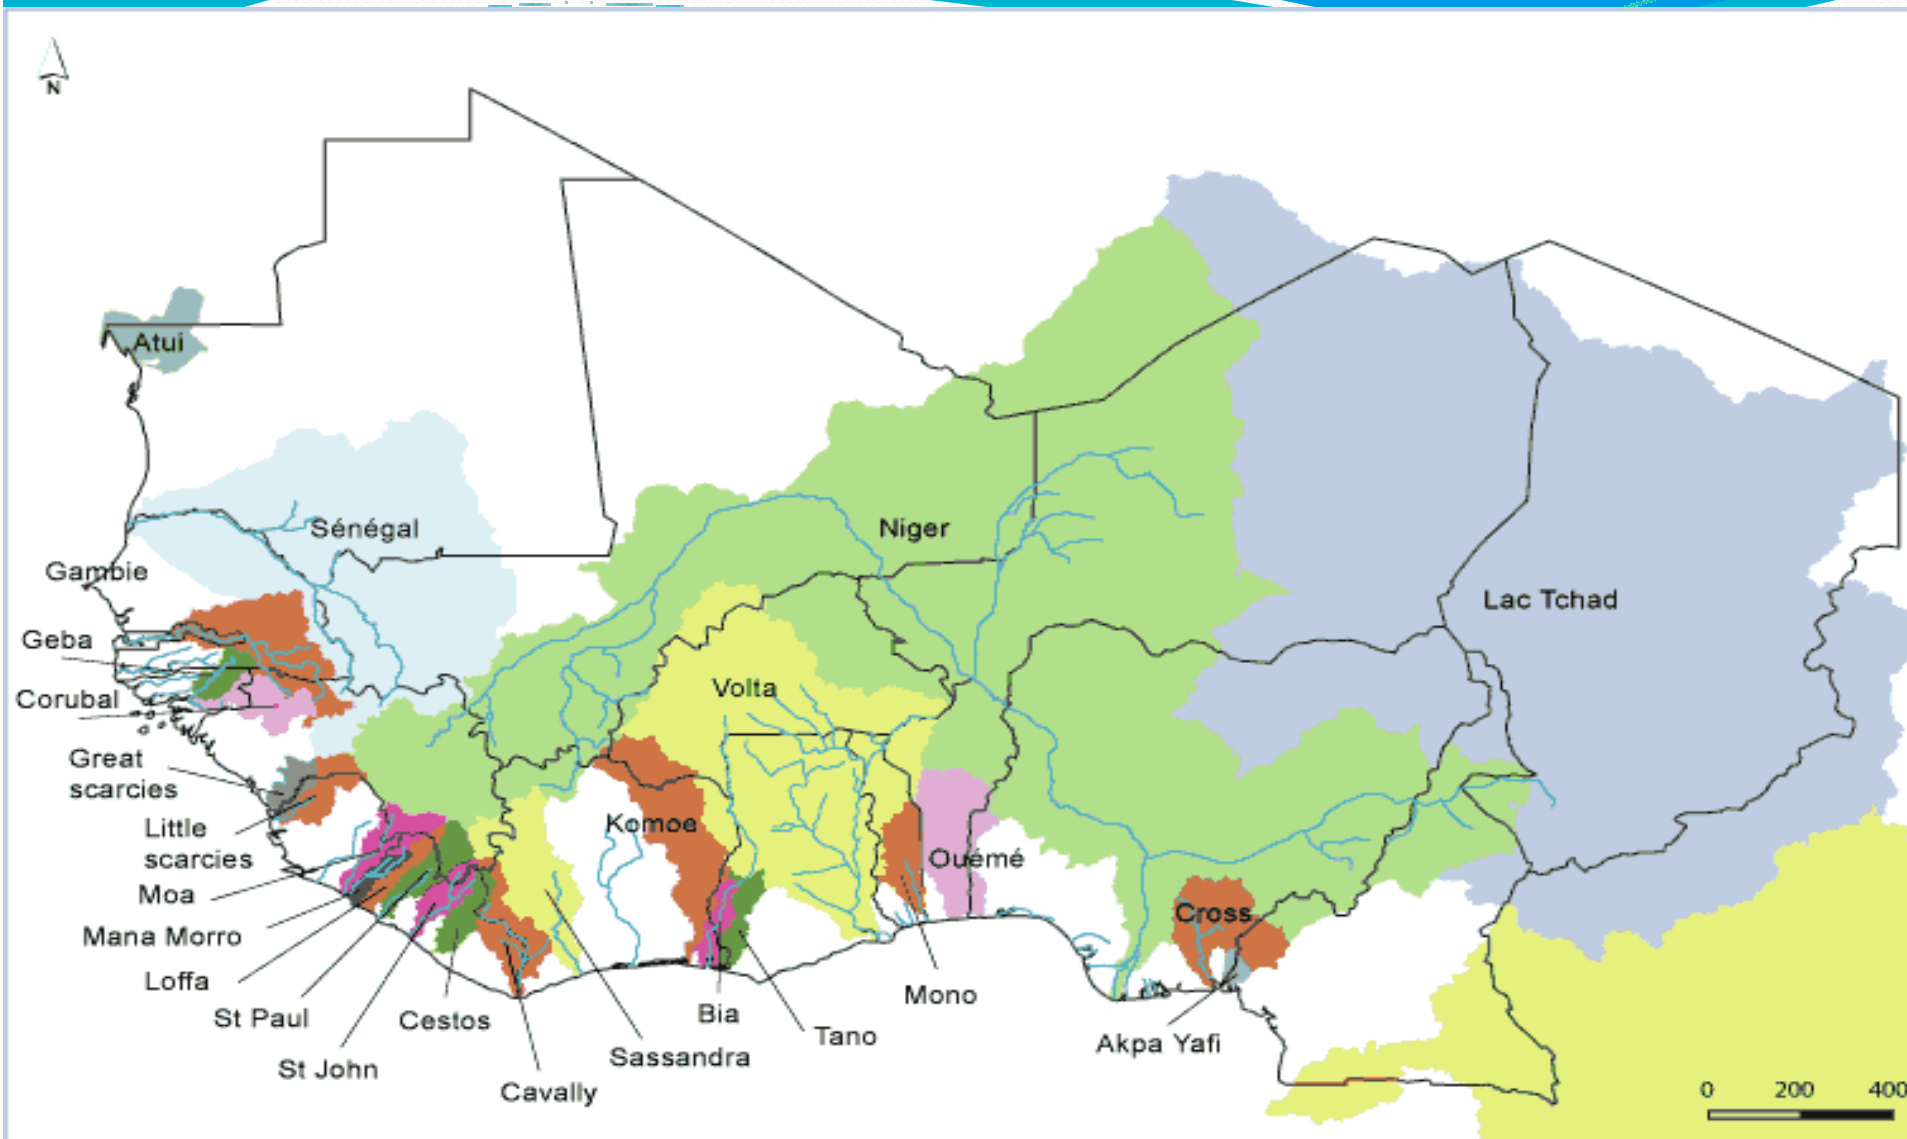 N
Atui
Sénégal
Niger
Gambie
Lac Tchad
Geba
Corubal
Volta
Great
scarcies
Little
scarcies
Komoe
Ouémé
Moa
Cross
Mana Morro
Loffa
Mono
St Paul
Cestos
Bia
Tano
Akpa Yafi
Sassandra
St John
Cavally
0 200 400